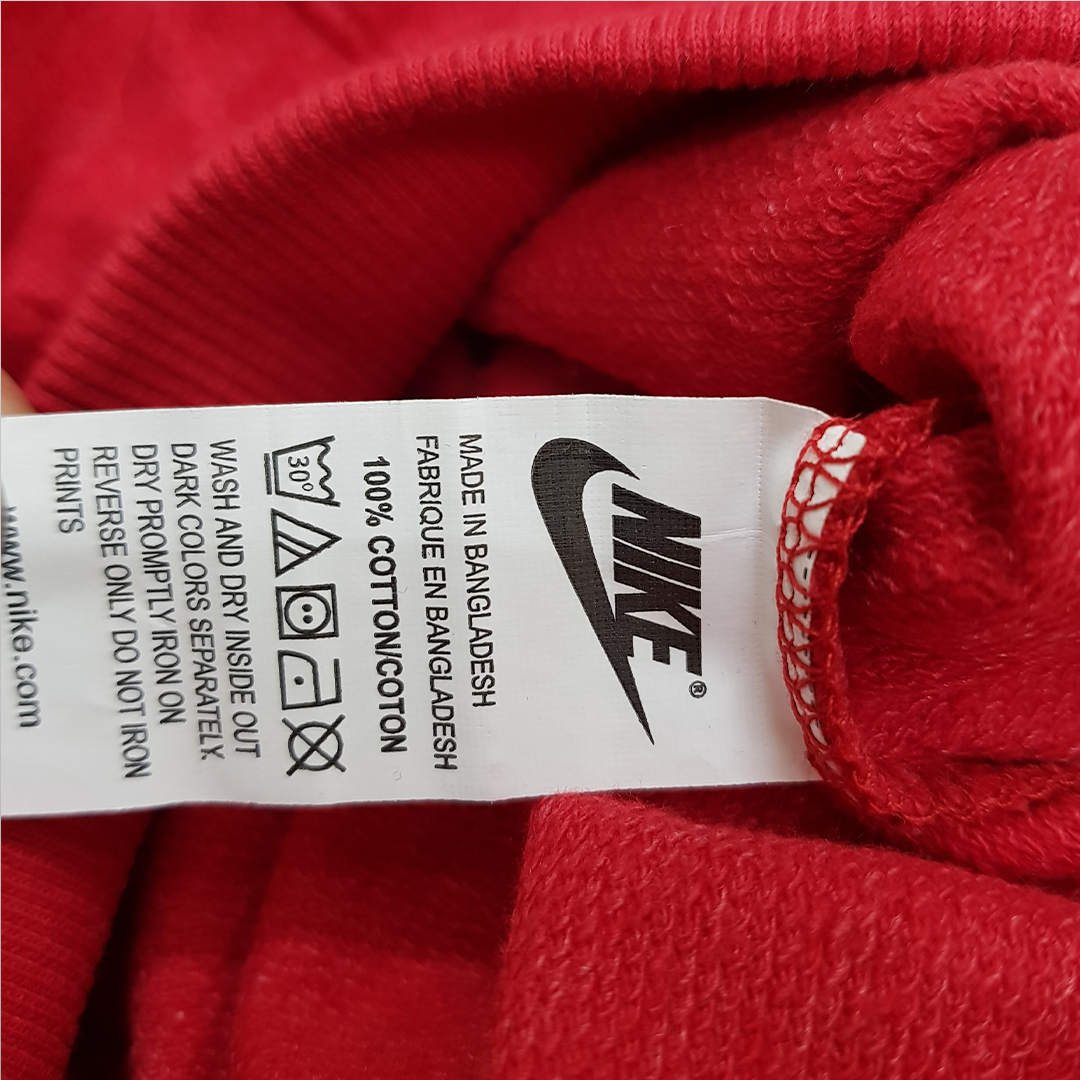 NIKE®
MADE IN BANGLADESH
FABRIQUE EN BANGLADESH
100% COTTON/COTON
30°
WASH AND DRY INSIDE OUT
DARK COLORS SEPARATELY.
DRY PROMPTLY IRON ON
REVERSE ONLY DO NOT IRON
PRINTS
www.nike.com